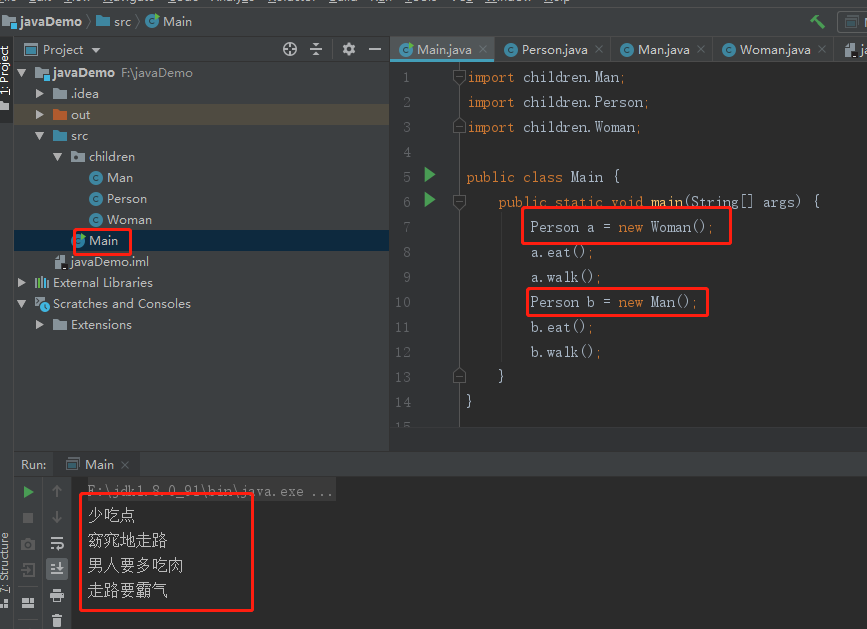 javaDemo src Main
1: Project
Project
Main.java Person.java Man.java Woman.java
javaDemo F:\javaDemo
.idea
out
src
children
Man
Person
Woman
Main
javaDemo.iml
External Libraries
Scratches and Consoles
Extensions
1 import children.Man;
2 import children.Person;
3 import children.Woman;
4
5 public class Main {
6 public static void main(String[] args) {
7 Person a = new Woman();
8 a.eat();
9 a.walk();
10 Person b = new Man();
11 b.eat();
12 b.walk();
13 }
14 }
15
Run: Main
F:\jdk1.8.0_91\bin\java.exe ...
少吃点
窈窕地走路
男人要多吃肉
走路要霸气
7: Structure